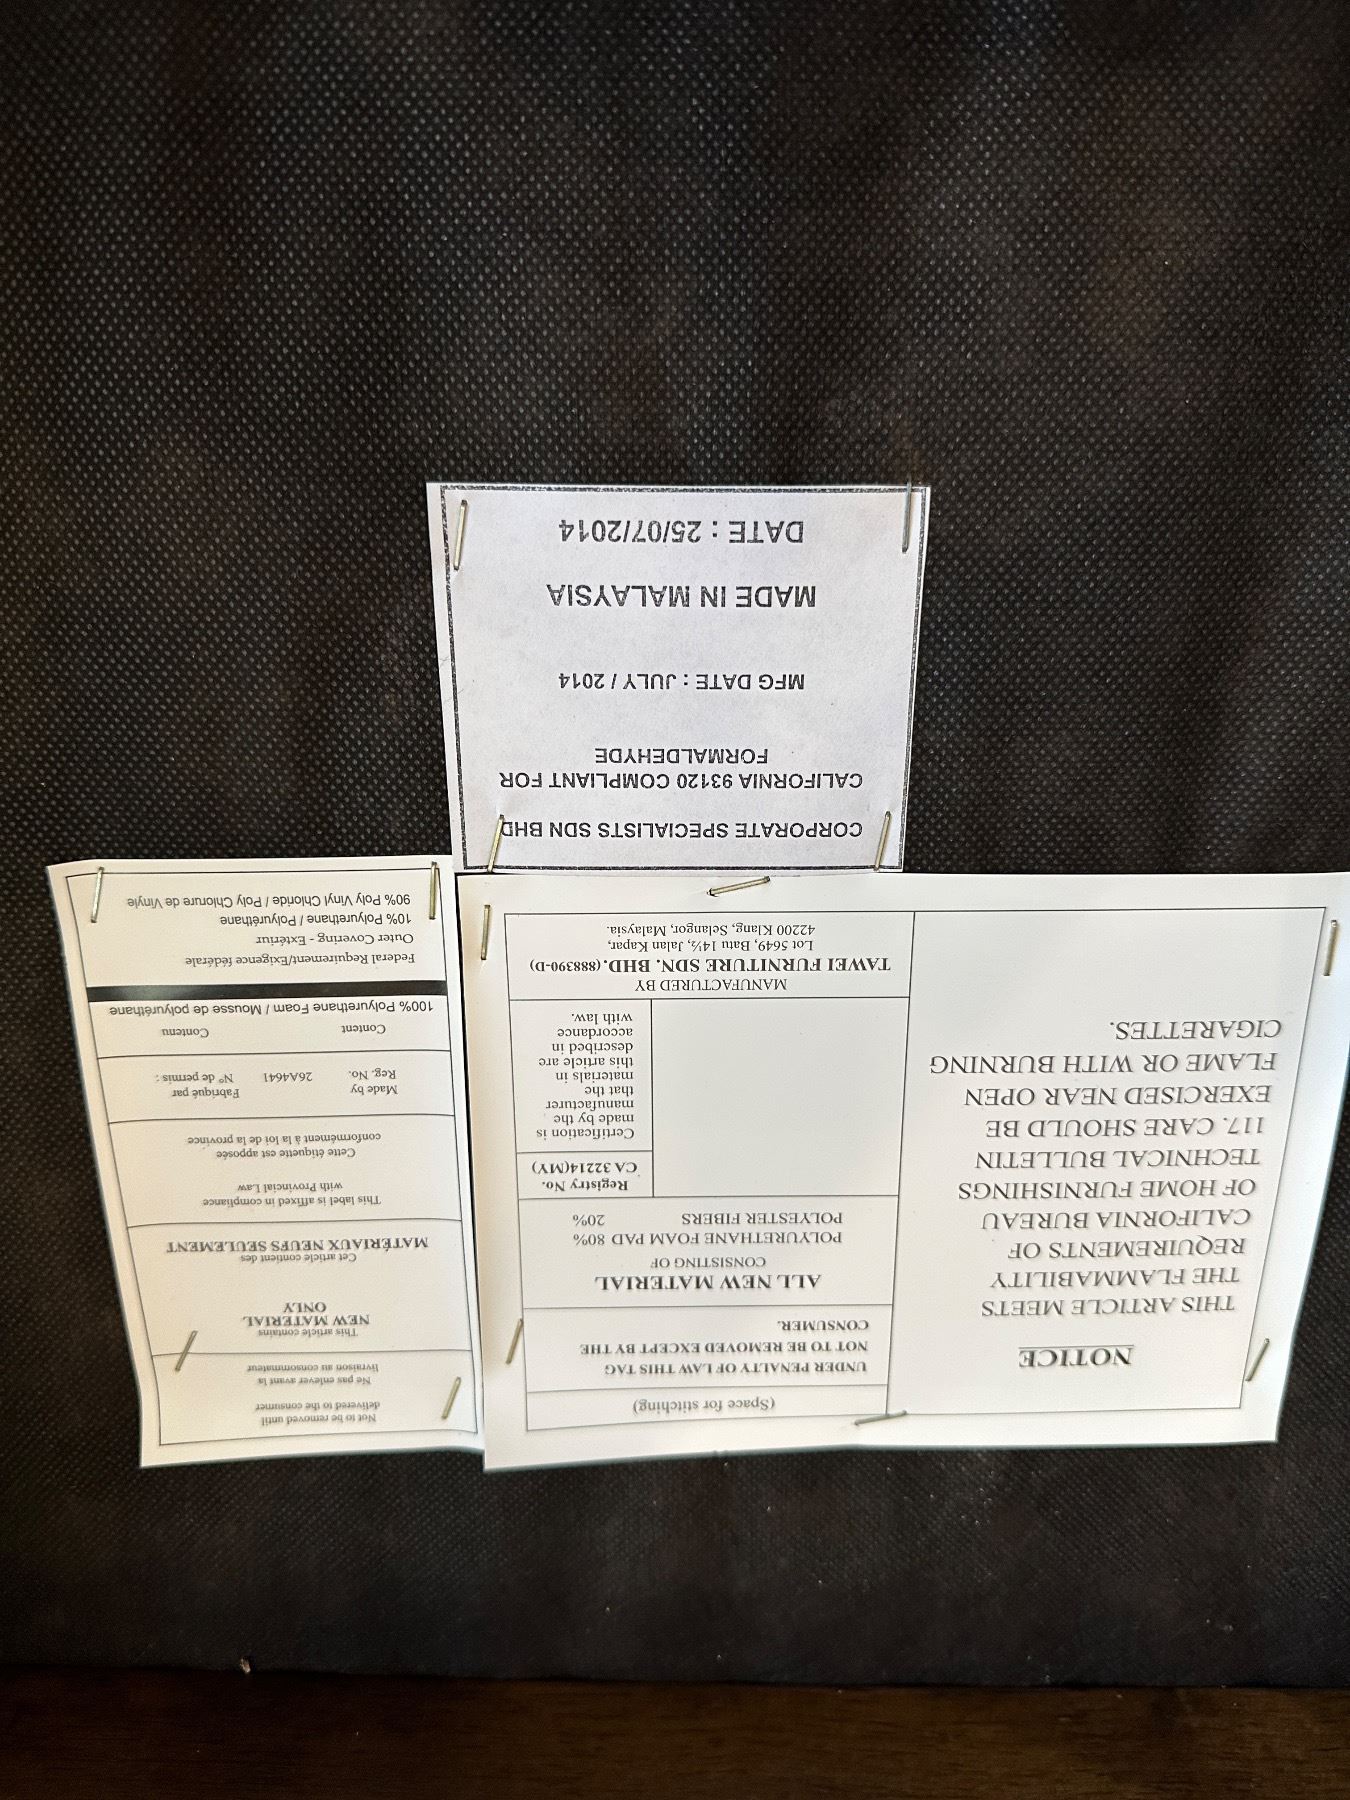 NOTICE
THIS ARTICLE MEETS
THE FLAMMABILITY
REQUIREMENTS OF
CALIFORNIA BUREAU
OF HOME FURNISHINGS
TECHNICAL BULLETIN
117. CARE SHOULD BE
EXERCISED NEAR OPEN
FLAME OR WITH BURNING
CIGARETTES.
(Space for stitching)
UNDER PENALTY OF LAW THIS TAG
NOT TO BE REMOVED EXCEPT BY THE
CONSUMER.
ALL NEW MATERIAL
CONSISTING OF
POLYURETHANE FOAM PAD 80%
POLYESTER FIBERS 20%
Registry No.
CA 32214(MY)
Certification is
made by the
manufacturer
that the
materials in
this article are
described in
accordance
with law.
MANUFACTURED BY
TAWEI FURNITURE SDN. BHD. (888390-D)
Lot 5649, Batu 14½, Jalan Kapar,
42200 Klang, Selangor, Malaysia.
Not to be removed until
delivered to the consumer
Ne pas enlever avant la
livraison au consommateur
This article contains
NEW MATERIAL
ONLY
Cet article contient des
MATÉRIAUX NEUFS SEULEMENT
This label is affixed in compliance
with Provincial Law
Cette étiquette est apposée
conformément à la loi de la province
Made by Fabriqué par
Reg. No. 26A4641 Nº de permis :
Content Contenu
100% Polyurethane Foam / Mousse de polyuréthane
Federal Requirement/Exigence fédérale
Outer Covering - Extériur
10% Polyurethane / Polyuréthane
90% Poly Vinyl Chloride / Poly Chlorure de Vinyle
CORPORATE SPECIALISTS SDN BHD
CALIFORNIA 93120 COMPLIANT FOR
FORMALDEHYDE
MFG DATE : JULY / 2014
MADE IN MALAYSIA
DATE : 25/07/2014